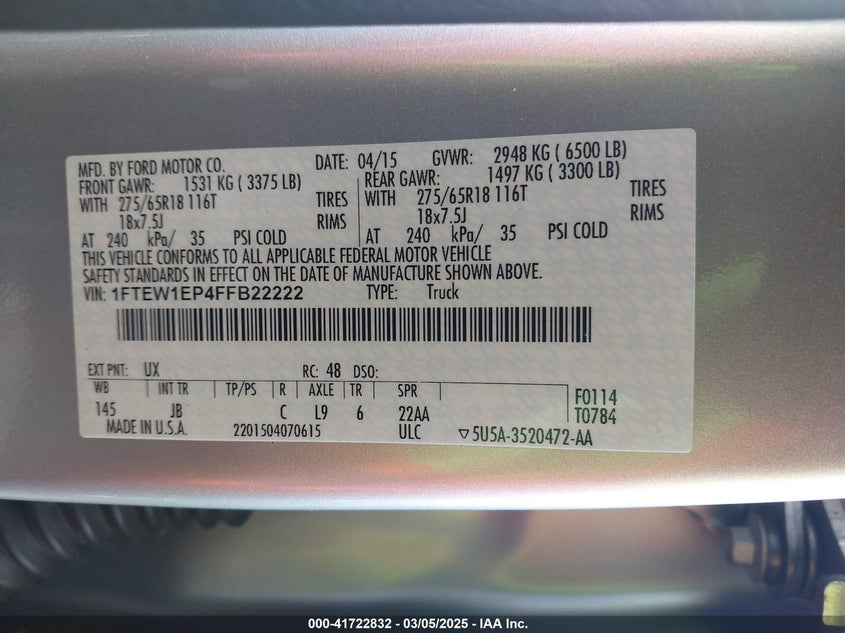 MFD. BY FORD MOTOR CO. DATE: 04/15 GVWR: 2948 KG ( 6500 LB)
FRONT GAWR: 1531 KG ( 3375 LB) REAR GAWR: 1497 KG ( 3300 LB)
WITH 275/65R18 116T TIRES WITH 275/65R18 116T TIRES
18x7.5J RIMS 18x7.5J RIMS
AT 240 kPa/ 35 PSI COLD AT 240 kPa/ 35 PSI COLD
THIS VEHICLE CONFORMS TO ALL APPLICABLE FEDERAL MOTOR VEHICLE
SAFETY STANDARDS IN EFFECT ON THE DATE OF MANUFACTURE SHOWN ABOVE.
VIN: 1FTEW1EP4FFB22222 TYPE: Truck
EXT PNT: UX RC: 48 DSO:
WB INT TR TP/PS R AXLE TR SPR F0114
145 JB C L9 6 22AA T0784
MADE IN U.S.A. 2201504070615 ULC ▽5U5A-3520472-AA
000-41722832 - 03/05/2025 - IAA Inc.